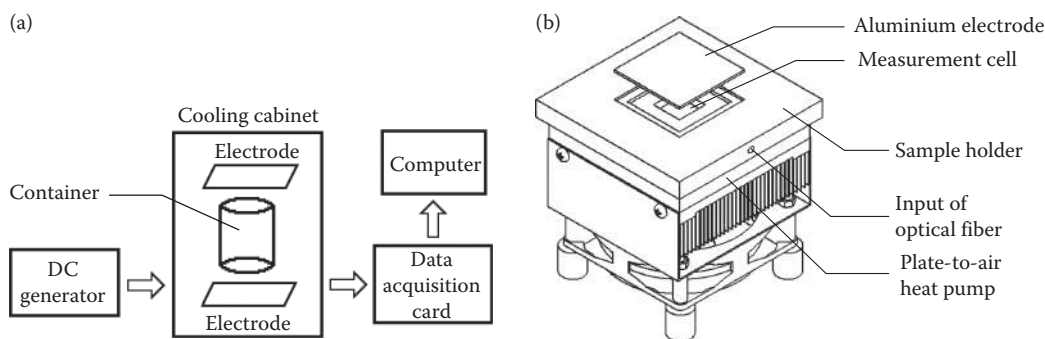 (a)
Cooling cabinet
Electrode
Container
DC
generator
Electrode
Computer
Data
acquisition
card
(b)
Aluminium electrode
Measurement cell
Sample holder
Input of
optical fiber
Plate-to-air
heat pump